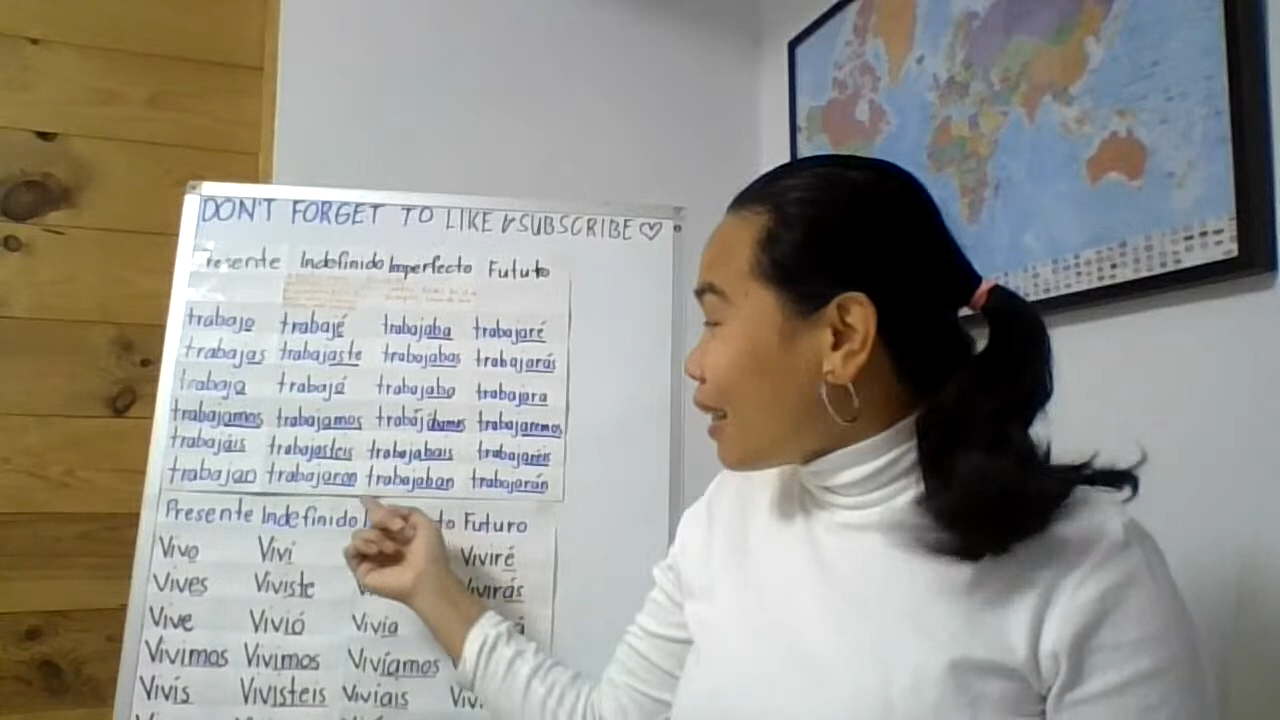 DON'T FORGET TO LIKE & SUBSCRIBE ♡
Presente Indefinido Imperfecto Fututo
trabajo trabajé trabajaba trabajaré
trabajas trabajaste trabajabas trabajarás
trabaja trabajó trabajaba trabajara
trabajamos trabajamos trabajábamos trabajaremos
trabajáis trabajasteis trabajabais trabajaréis
trabajan trabajaron trabajaban trabajarán
Presente Indefinido Futuro
Vivo Viví Viviré
Vives Viviste Vivirás
Vive Vivió Vivía
Vivimos Vivimos Vivíamos
Vivís Vivisteis Vivíais